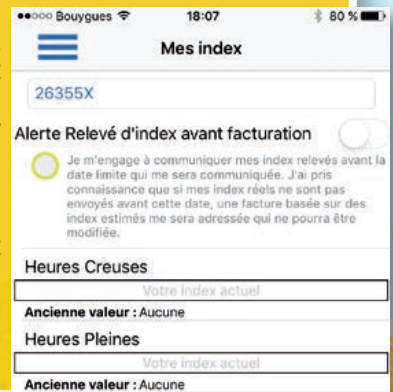 Bouygues 18:07 80 %
Mes index
26355X
Alerte Relevé d'index avant facturation
Je m'engage à communiquer mes index relevés avant la
date limite qui me sera communiquée. J'ai pris
connaissance que si mes index réels ne sont pas
envoyés avant cette date, une facture basée sur des
index estimés me sera adressée qui ne pourra être
modifiée.
Heures Creuses
Votre index actuel
Ancienne valeur : Aucune
Heures Pleines
Votre index actuel
Ancienne valeur : Aucune